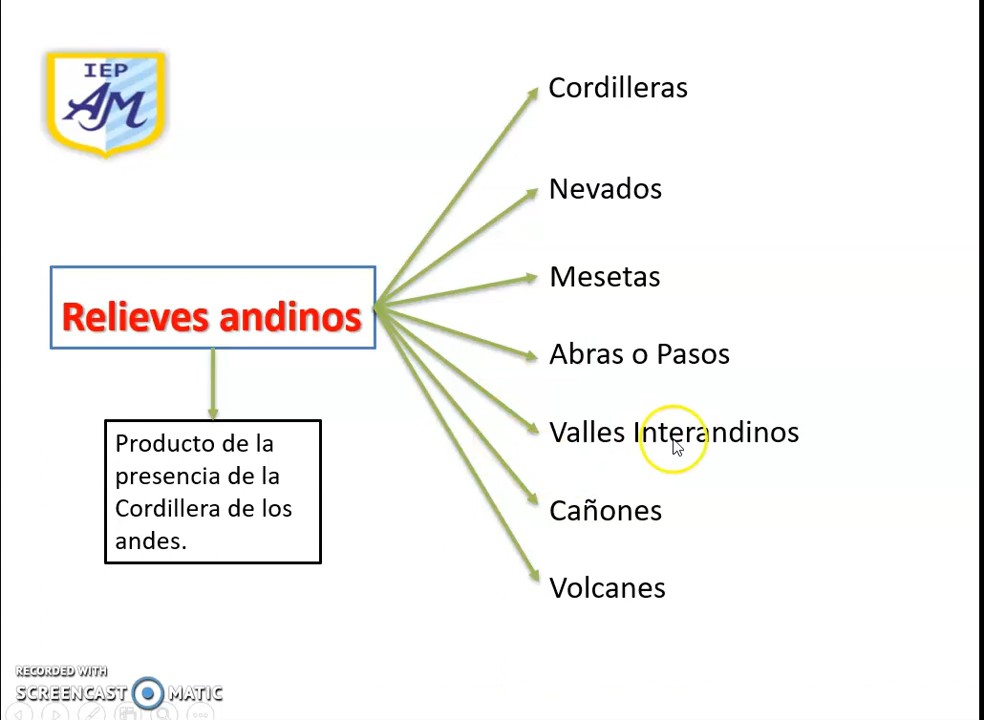 IEP
AM
Cordilleras
Nevados
Mesetas
Relieves andinos
Abras o Pasos
Valles Interandinos
Producto de la
presencia de la
Cordillera de los
andes.
Cañones
Volcanes
RECORDED WITH
SCREENCAST MATIC